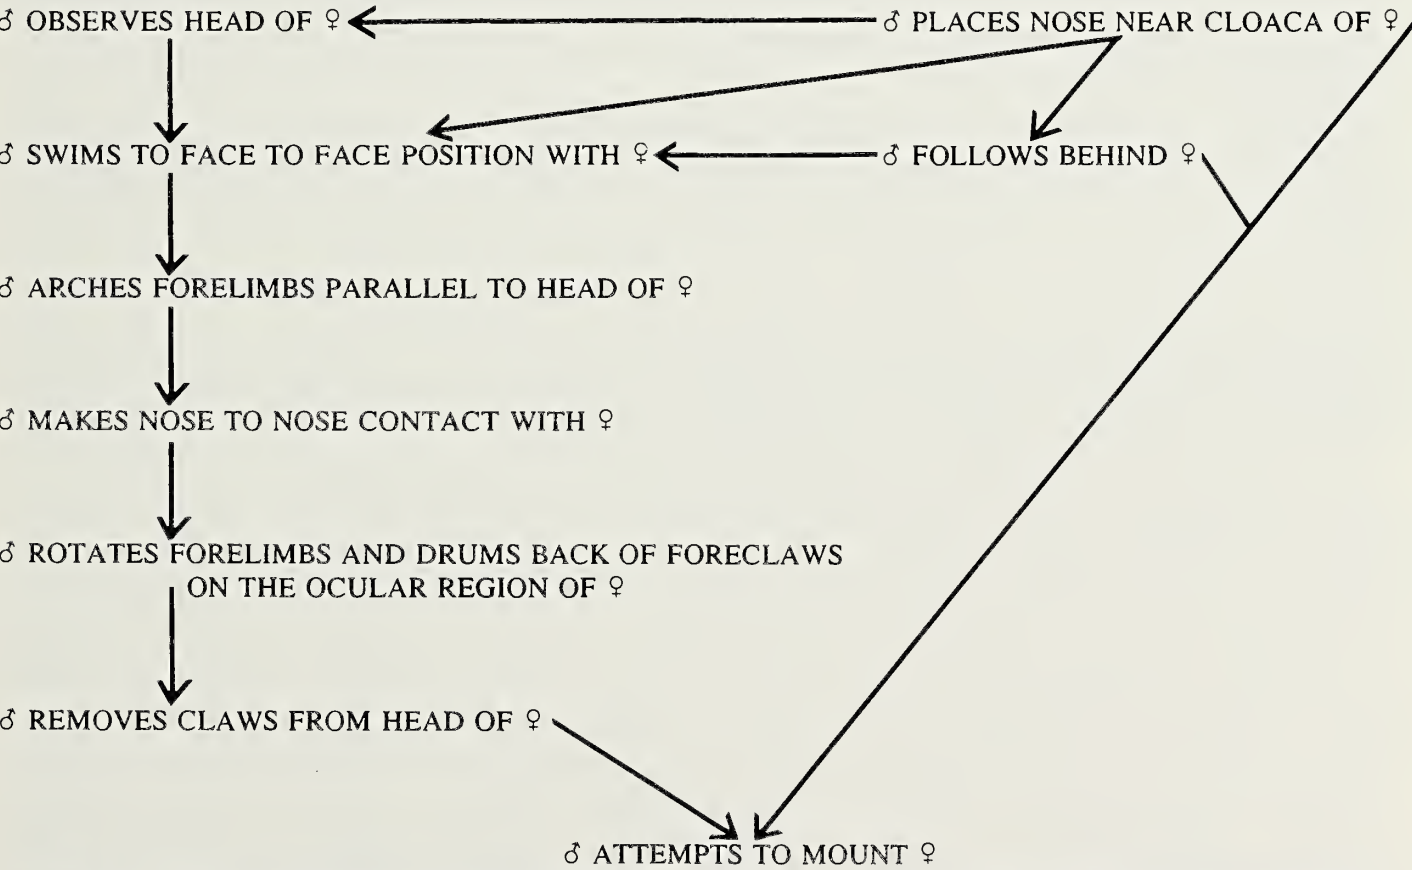 ♂ OBSERVES HEAD OF ♀
♂ PLACES NOSE NEAR CLOACA OF ♀
♂ SWIMS TO FACE TO FACE POSITION WITH ♀
♂ FOLLOWS BEHIND ♀
♂ ARCHES FORELIMBS PARALLEL TO HEAD OF ♀
♂ MAKES NOSE TO NOSE CONTACT WITH ♀
♂ ROTATES FORELIMBS AND DRUMS BACK OF FORECLAWS
ON THE OCULAR REGION OF ♀
♂ REMOVES CLAWS FROM HEAD OF ♀
♂ ATTEMPTS TO MOUNT ♀